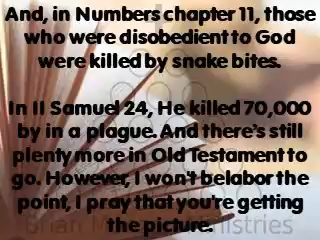 And, in Numbers chapter 11, those
who were disobedient to God
were killed by snake bites.
In II Samuel 24, He killed 70,000
by in a plague. And there's still
plenty more in Old Testament to
go. However, I won't belabor the
point, I pray that you're getting
the picture.